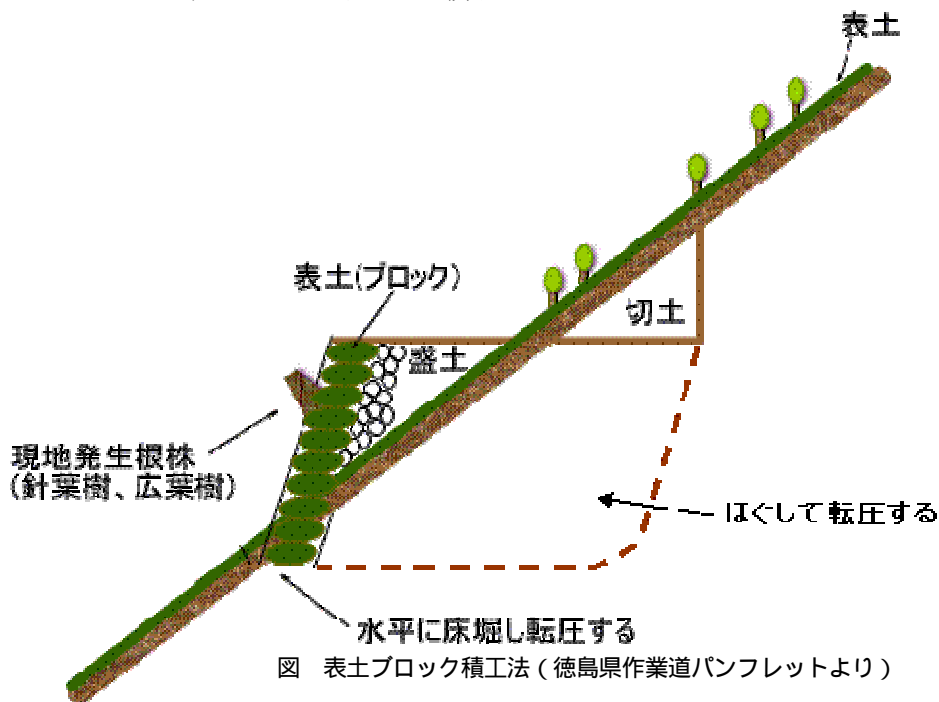 表土
切土
表土(ブロック)
盛土
現地発生根株
(針葉樹、広葉樹)
ほぐして転圧する
水平に床堀し転圧する
図　表土ブロック積工法（徳島県作業道パンフレットより）